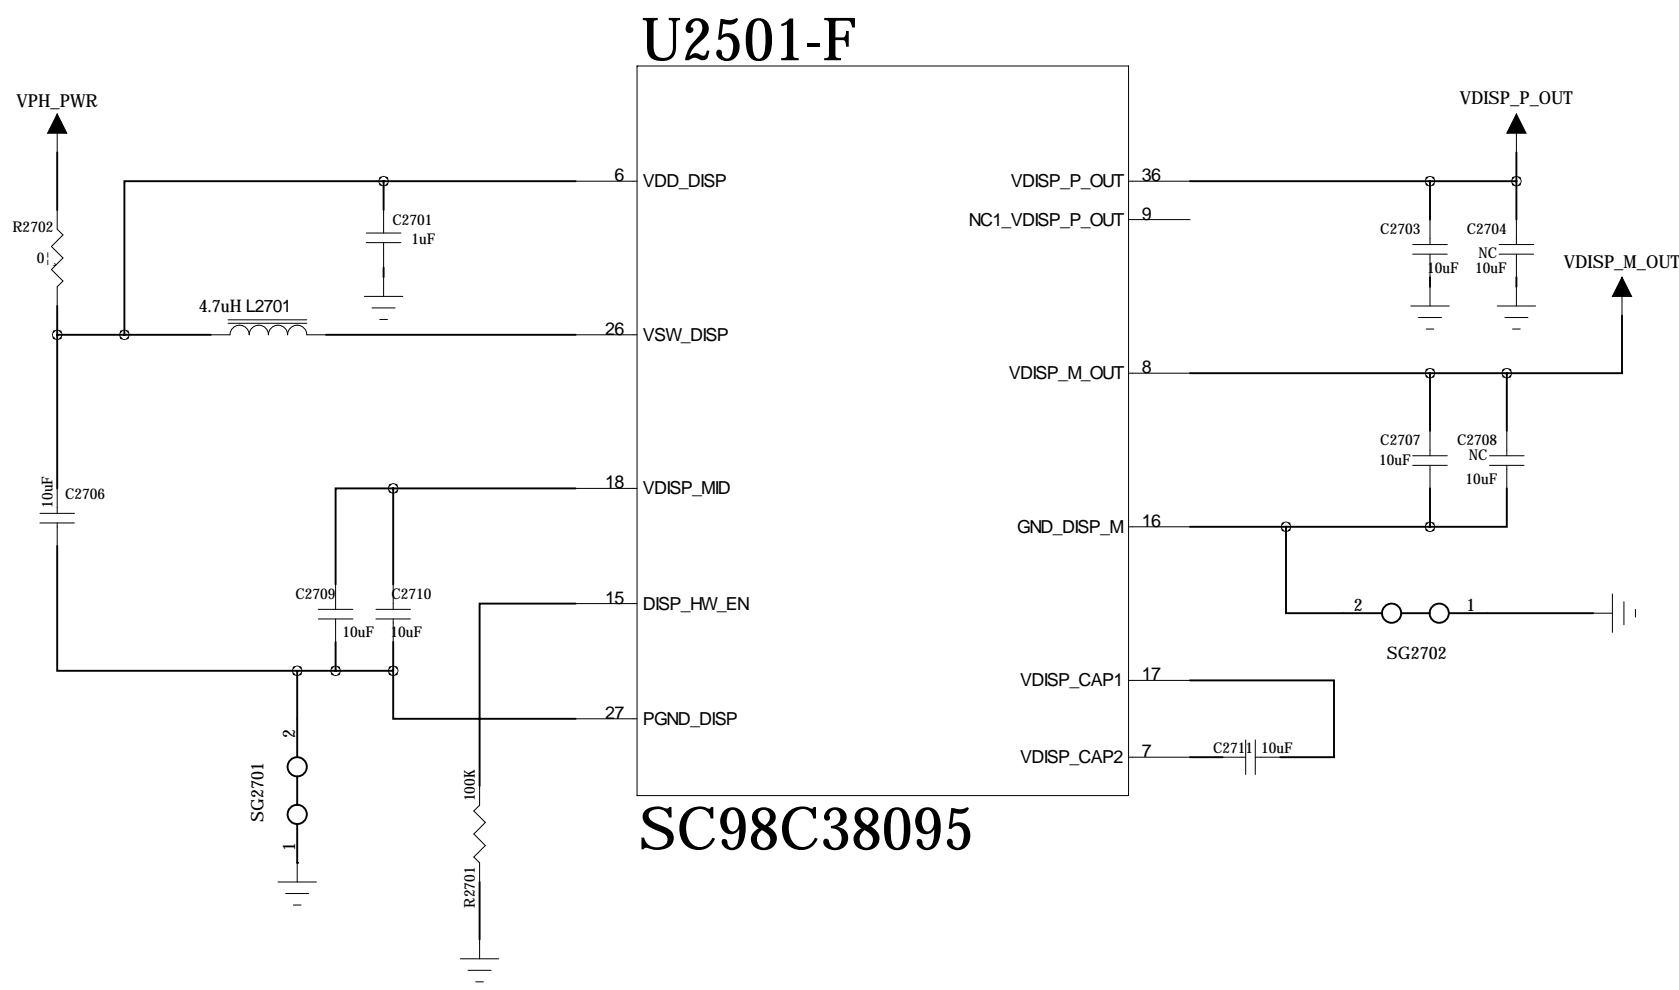 U2501-F
VPH_PWR
VDISP_P_OUT
6
VDD_DISP
VDISP_P_OUT
36
NC1_VDISP_P_OUT
9
R2702
C2701
1uF
C2703
10uF
C2704
NC
10uF
VDISP_M_OUT
4.7uH L2701
26
VSW_DISP
VDISP_M_OUT
8
C2707
10uF
C2708
NC
10uF
10uF
C2706
18
VDISP_MID
GND_DISP_M
16
C2709
10uF
C2710
10uF
15
DISP_HW_EN
2
1
SG2702
VDISP_CAP1
17
27
PGND_DISP
VDISP_CAP2
7
C2711
10uF
2
SG2701
1
100K
R2701
SC98C38095